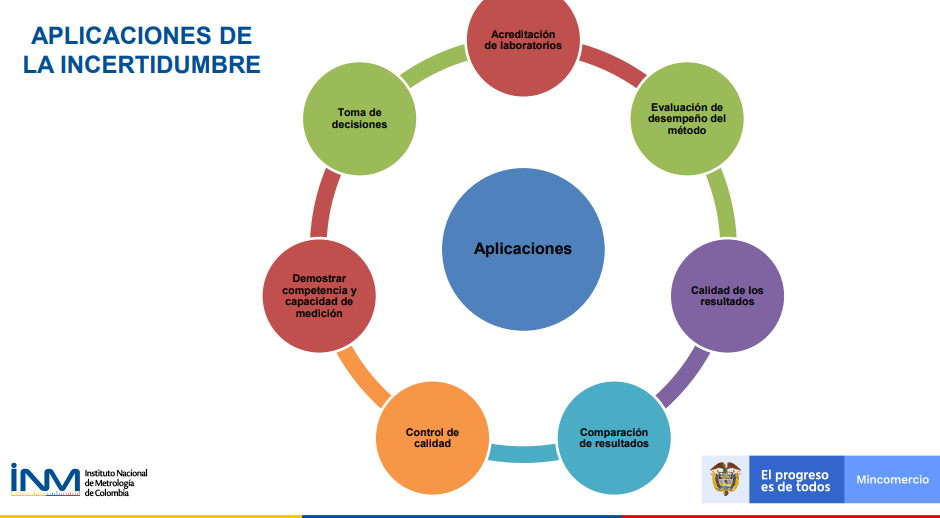 APLICACIONES DE
LA INCERTIDUMBRE
Acreditación
de laboratorios
Evaluación de
desempeño del
método
Calidad de los
resultados
Comparación
de resultados
Control de
calidad
Demostrar
competencia y
capacidad de
medición
Toma de
decisiones
Aplicaciones
INM
Instituto Nacional
de Metrología
de Colombia
El progreso
es de todos
Mincomercio